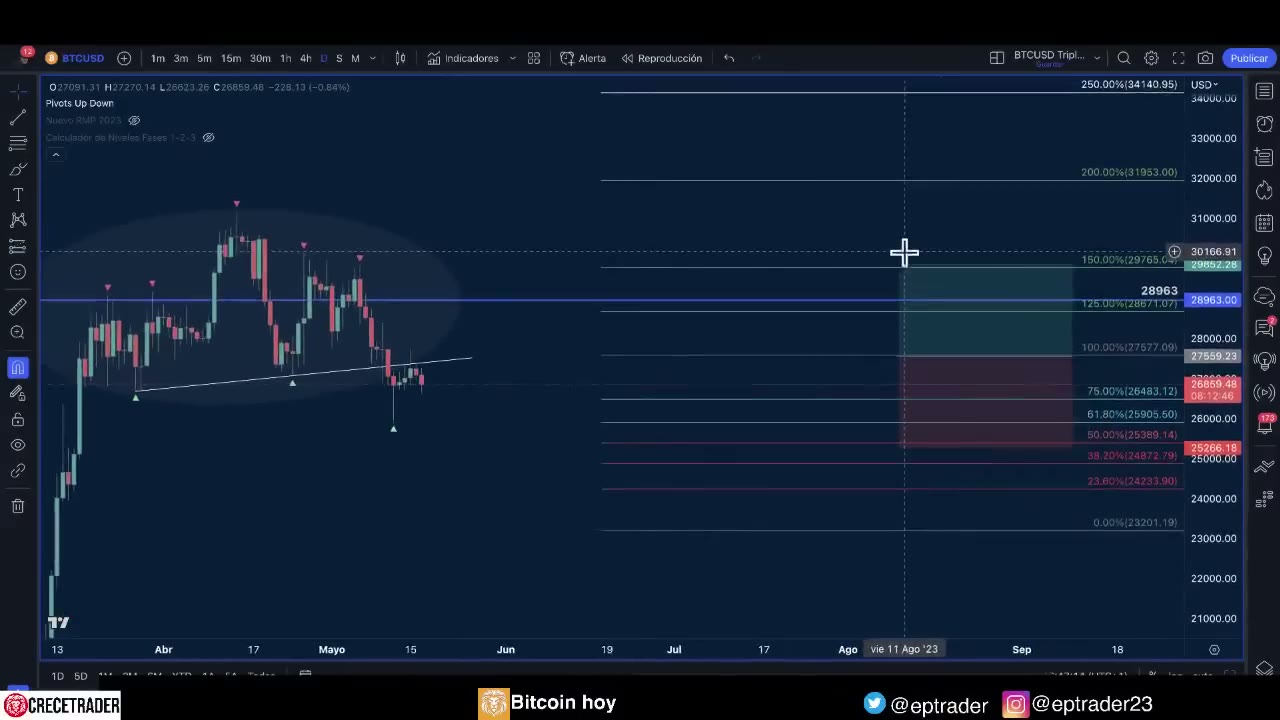 12
BTCUSD
1m 3m 5m 15m 30m 1h 4h D S M
Indicadores
Alerta
Reproducción
BTCUSD Tripl...
Guardar
Publicar
O27091.31 H27270.14 L26623.26 C26859.48 −228.13 (−0.84%)
Pivots Up Down
Nuevo RMP 2023
Calculador de Niveles Fases 1-2-3
USD
250.00%(34140.95)
34000.00
33000.00
200.00%(31953.00)
32000.00
31000.00
30166.91
150.00%(29765.04)
29852.28
28963
28963.00
125.00%(28671.07)
28000.00
100.00%(27577.09)
27559.23
26859.48
08:12:46
75.00%(26483.12)
61.80%(25905.50)
26000.00
50.00%(25389.14)
25266.18
38.20%(24872.79)
25000.00
23.60%(24233.90)
24000.00
0.00%(23201.19)
23000.00
22000.00
21000.00
2
173
13 Abr 17 Mayo 15 Jun 19 Jul 17 Ago vie 11 Ago '23 Sep 18
1D 5D
CRECETRADER
Bitcoin hoy
@eptrader
@eptrader23